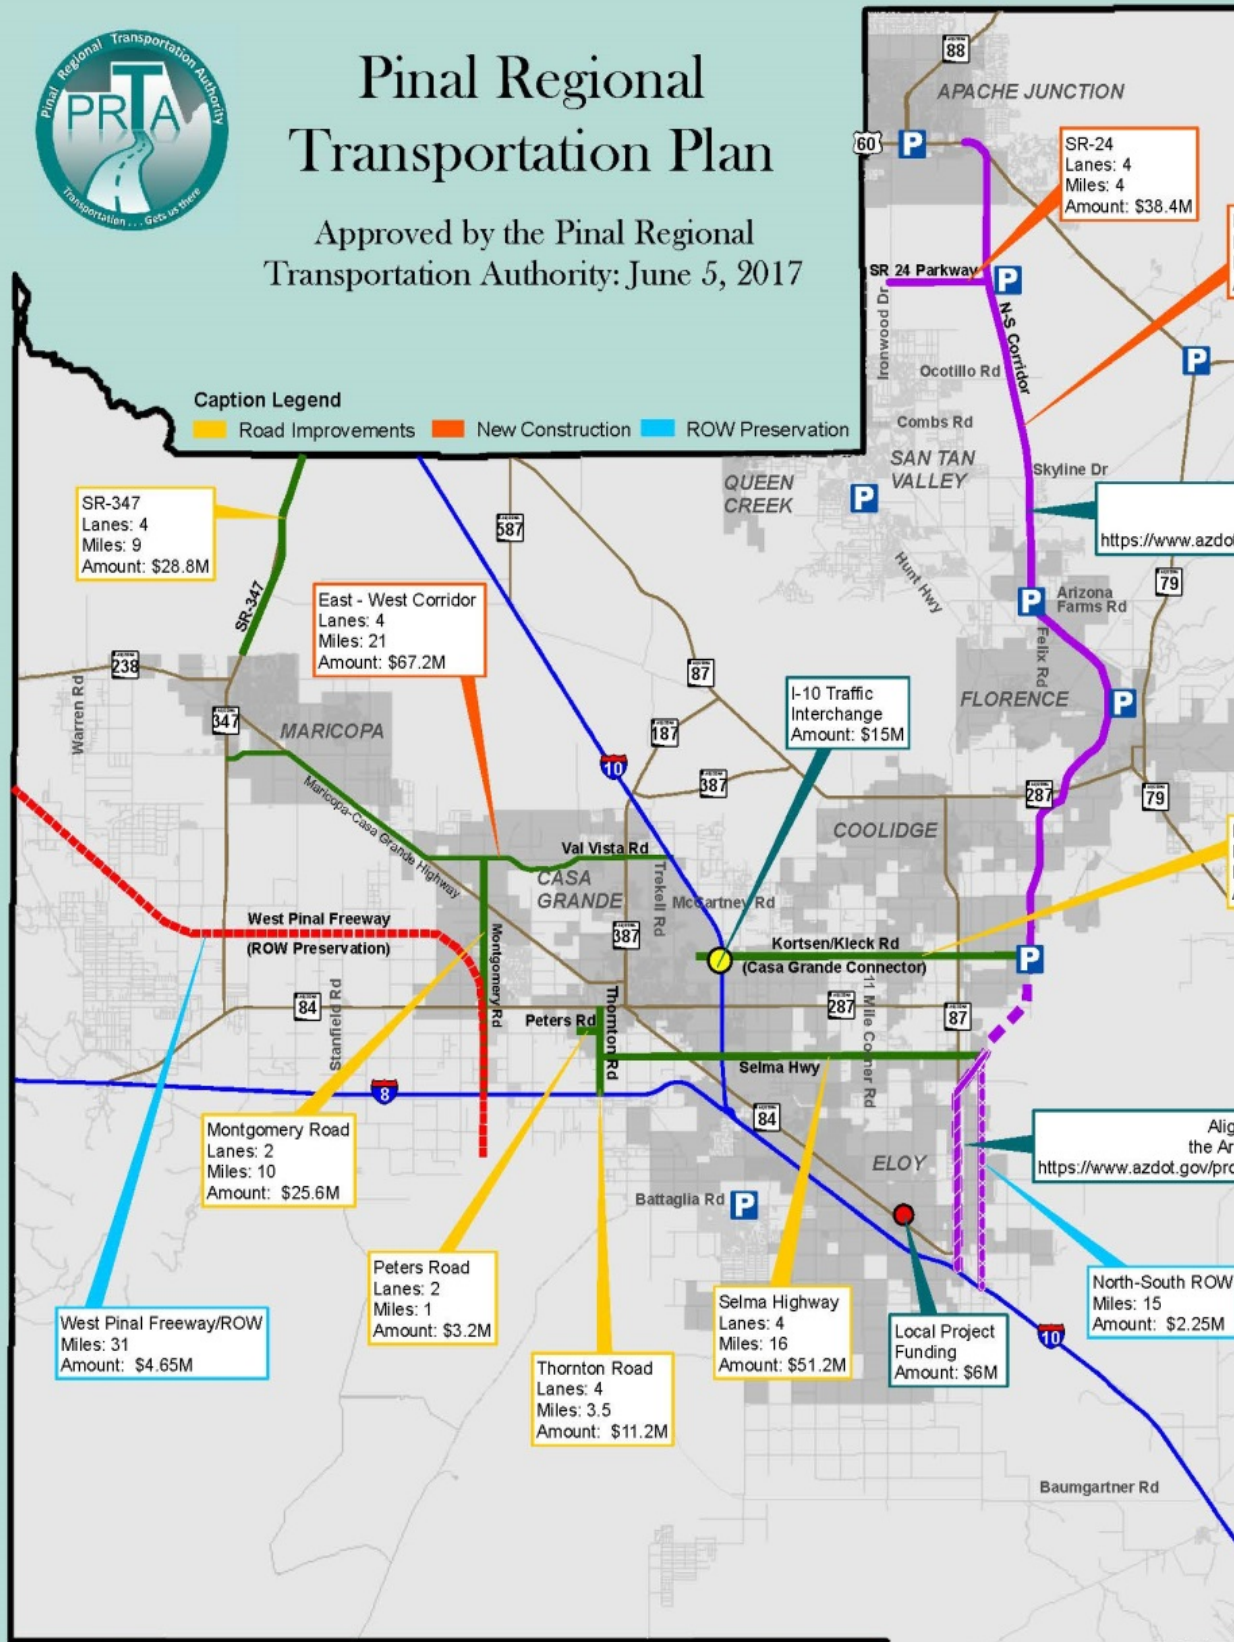 Pinal Regional Transportation Authority
PRTA
Transportation . . . Gets us there
Pinal Regional
Transportation Plan
Approved by the Pinal Regional
Transportation Authority: June 5, 2017
Caption Legend
Road Improvements
New Construction
ROW Preservation
88
APACHE JUNCTION
60
P
SR-24
Lanes: 4
Miles: 4
Amount: $38.4M
SR 24 Parkway
P
Ironwood Dr
N-S Corridor
Ocotillo Rd
P
Combs Rd
SAN TAN
VALLEY
Skyline Dr
QUEEN
CREEK
P
https://www.azdot
SR-347
Lanes: 4
Miles: 9
Amount: $28.8M
587
Hunt Hwy
79
Arizona
Farms Rd
P
Felix Rd
SR-347
East - West Corridor
Lanes: 4
Miles: 21
Amount: $67.2M
238
Warren Rd
347
MARICOPA
87
187
387
10
I-10 Traffic
Interchange
Amount: $15M
FLORENCE
P
287
79
COOLIDGE
Maricopa-Casa Grande Highway
Val Vista Rd
CASA
GRANDE
Trekell Rd
McCartney Rd
West Pinal Freeway
(ROW Preservation)
Montgomery Rd
387
Kortsen/Kleck Rd
(Casa Grande Connector)
P
84
Stanfield Rd
Peters Rd
Thornton Rd
287
11 Mile Corner Rd
87
Selma Hwy
8
84
Montgomery Road
Lanes: 2
Miles: 10
Amount: $25.6M
ELOY
Alig
the Ar
https://www.azdot.gov/pro
Battaglia Rd
P
Peters Road
Lanes: 2
Miles: 1
Amount: $3.2M
West Pinal Freeway/ROW
Miles: 31
Amount: $4.65M
Thornton Road
Lanes: 4
Miles: 3.5
Amount: $11.2M
Selma Highway
Lanes: 4
Miles: 16
Amount: $51.2M
Local Project
Funding
Amount: $6M
North-South ROW
Miles: 15
Amount: $2.25M
10
Baumgartner Rd